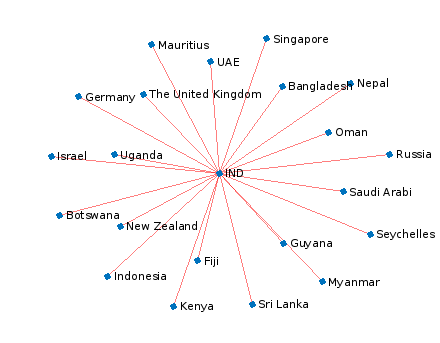 Singapore
Mauritius
UAE
Nepal
Bangladesh
The United Kingdom
Germany
Oman
Russia
Uganda
Israel
IND
Saudi Arabi
Botswana
New Zealand
Seychelles
Guyana
Fiji
Indonesia
Myanmar
Sri Lanka
Kenya